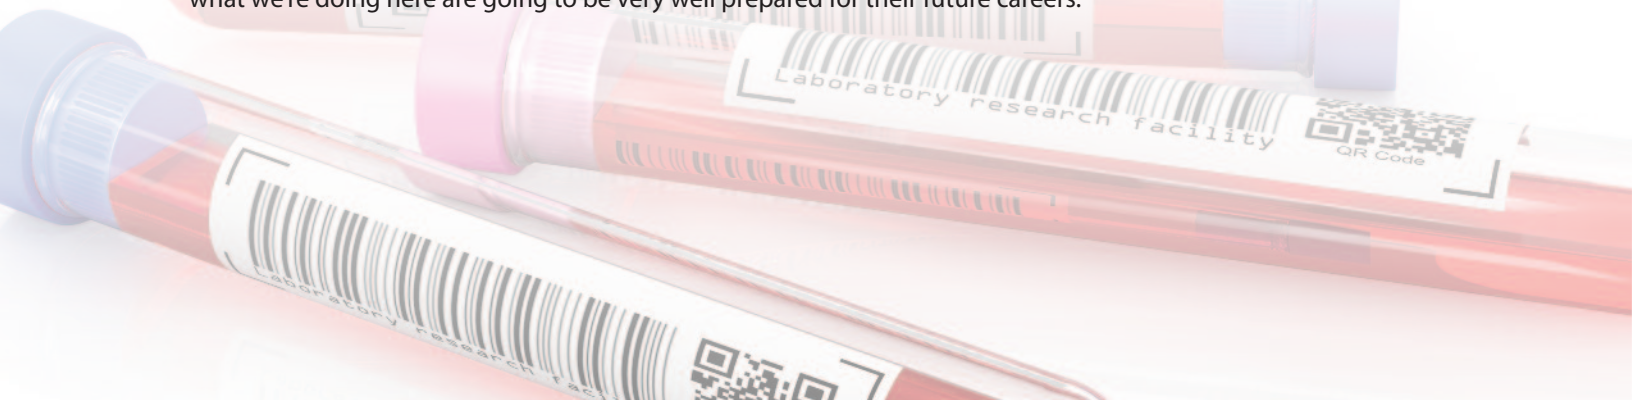 what we're doing here are going to be very well prepared for their future careers.
Laboratory research facility
QR Code
Laboratory research faci